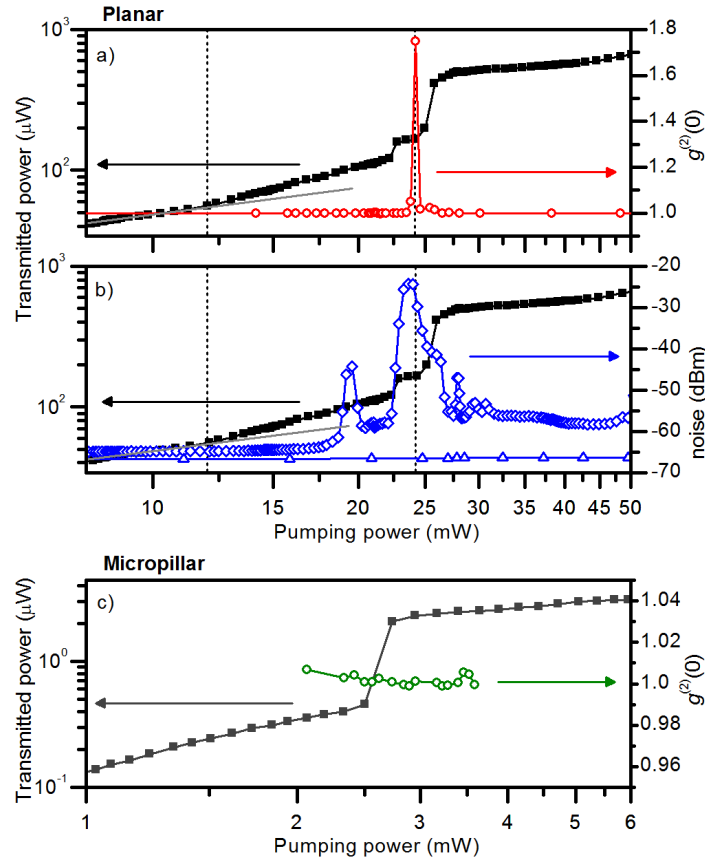 Planar
a)
Transmitted power (μW)
10³
10²
1.8
1.6
1.4
1.2
1.0
g⁽²⁾(0)
b)
10³
10²
-20
-30
-40
-50
-60
-70
noise (dBm)
10 15 20 25 30 35 40 45 50
Pumping power (mW)
Micropillar
c)
Transmitted power (μW)
10⁰
10⁻¹
1.04
1.02
1.00
0.98
0.96
g⁽²⁾(0)
1 2 3 4 5 6
Pumping power (mW)